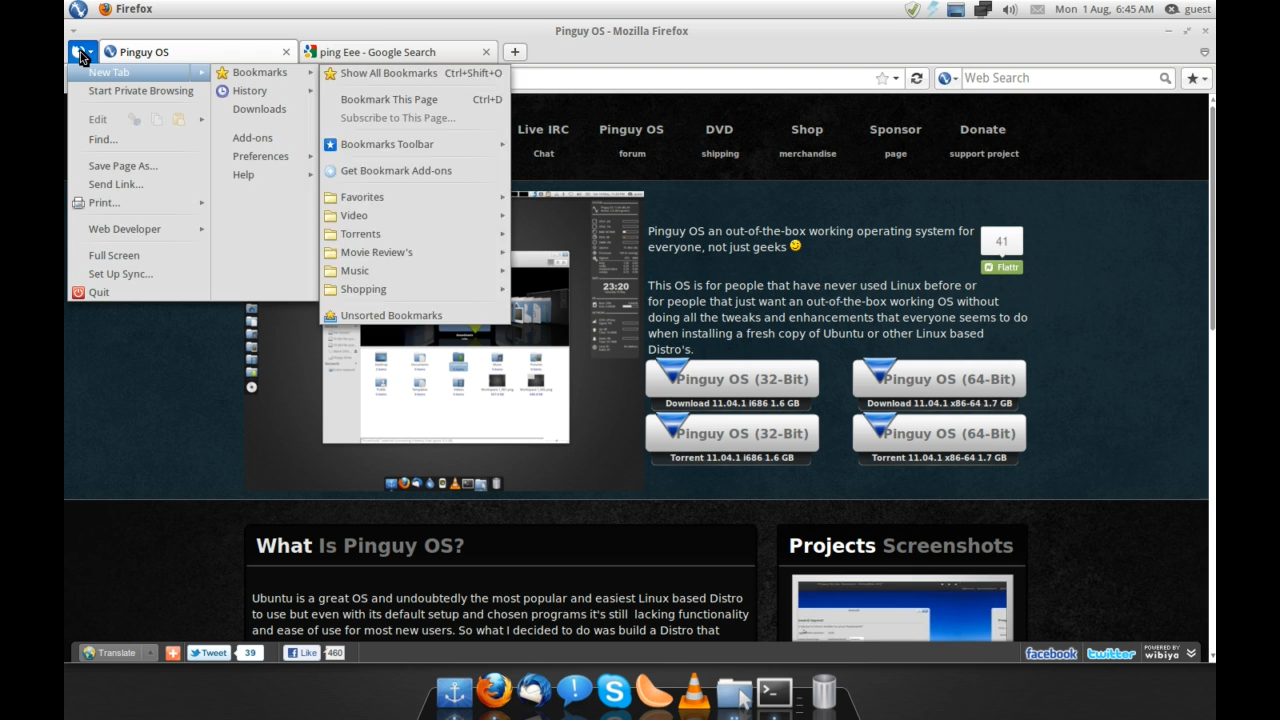 Firefox
Mon 1 Aug, 6:45 AM
guest
Pinguy OS - Mozilla Firefox
Pinguy OS
ping Eee - Google Search
Web Search
New Tab
Start Private Browsing
Edit
Find...
Save Page As...
Send Link...
Print...
Web Developer
Full Screen
Set Up Sync...
Quit
Bookmarks
History
Downloads
Add-ons
Preferences
Help
Show All Bookmarks Ctrl+Shift+O
Bookmark This Page Ctrl+D
Subscribe to This Page...
Bookmarks Toolbar
Get Bookmark Add-ons
Favorites
Video
Torrents
Movie Review's
Music
Shopping
Unsorted Bookmarks
Live IRC Pinguy OS DVD Shop Sponsor Donate
Chat forum shipping merchandise page support project
23:20
Pinguy OS an out-of-the-box working operating system for
everyone, not just geeks
41
Flattr
This OS is for people that have never used Linux before or
for people that just want an out-of-the-box working OS without
doing all the tweaks and enhancements that everyone seems to do
when installing a fresh copy of Ubuntu or other Linux based
Distro's.
Pinguy OS (32-Bit) Pinguy OS (64-Bit)
Download 11.04.1 i686 1.6 GB Download 11.04.1 x86-64 1.7 GB
Pinguy OS (32-Bit) Pinguy OS (64-Bit)
Torrent 11.04.1 i686 1.6 GB Torrent 11.04.1 x86-64 1.7 GB
What Is Pinguy OS?
Projects Screenshots
Ubuntu is a great OS and undoubtedly the most popular and easiest Linux based Distro
to use but even with its default setup and chosen programs it's still lacking functionality
and ease of use for most new users. So what I decided to do was build a Distro that
Translate
Tweet 39
Like 460
facebook
twitter
POWERED BY
wibiya